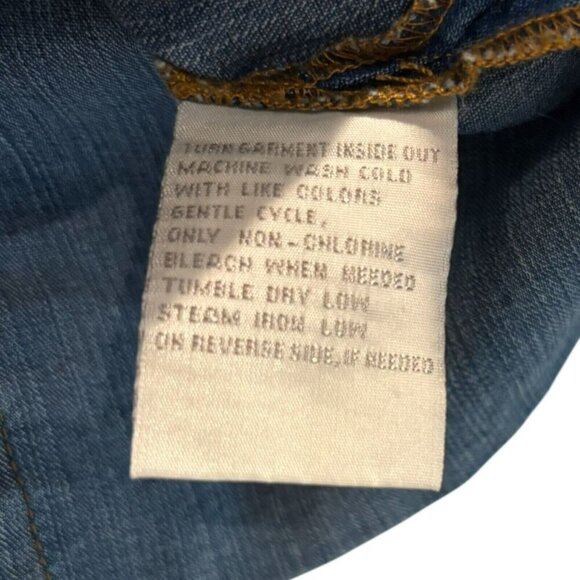 TURN GARMENT INSIDE OUT
MACHINE WASH COLD
WITH LIKE COLORS
GENTLE CYCLE,
ONLY NON-CHLORINE
BLEACH WHEN NEEDED
TUMBLE DRY LOW
STEAM IRON LOW
ON REVERSE SIDE, IF NEEDED